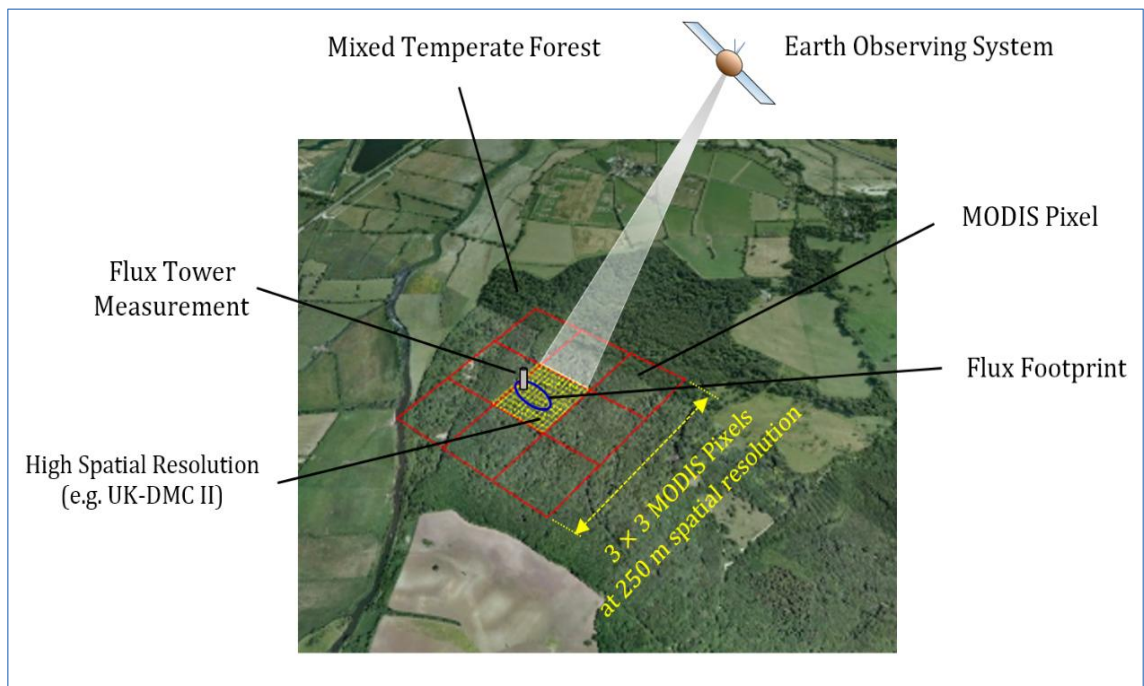 Mixed Temperate Forest
Earth Observing System
MODIS Pixel
Flux Tower
Measurement
Flux Footprint
High Spatial Resolution
(e.g. UK-DMC II)
3 × 3 MODIS Pixels
at 250 m spatial resolution